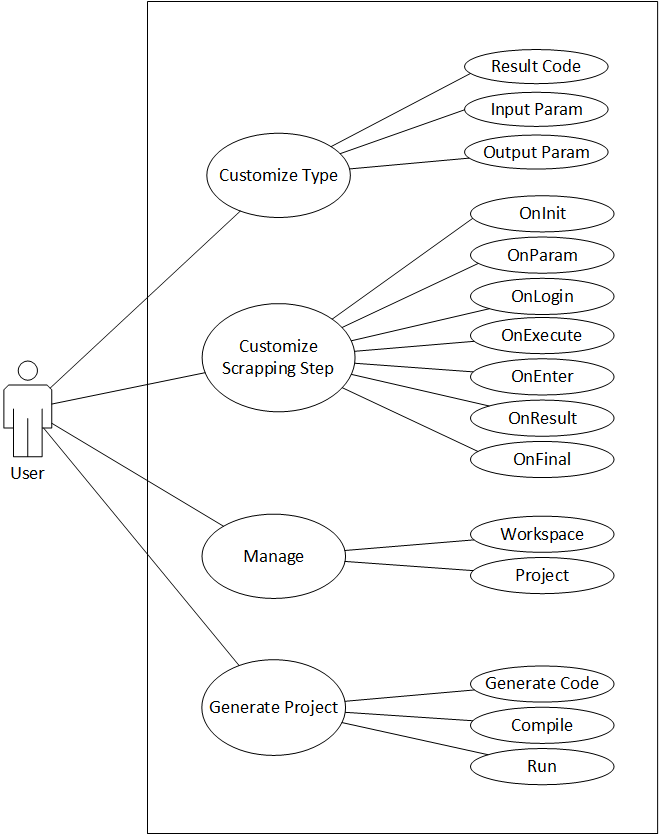 Result Code
Input Param
Output Param
Customize Type
OnInit
OnParam
OnLogin
OnExecute
OnEnter
OnResult
OnFinal
Customize
Scrapping Step
User
Workspace
Project
Manage
Generate Code
Compile
Run
Generate Project